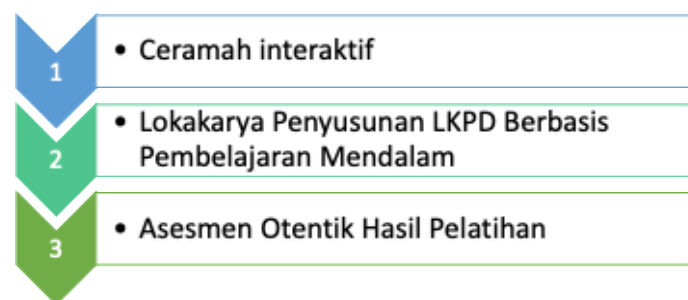 1
• Ceramah interaktif
2
• Lokakarya Penyusunan LKPD Berbasis
Pembelajaran Mendalam
3
• Asesmen Otentik Hasil Pelatihan